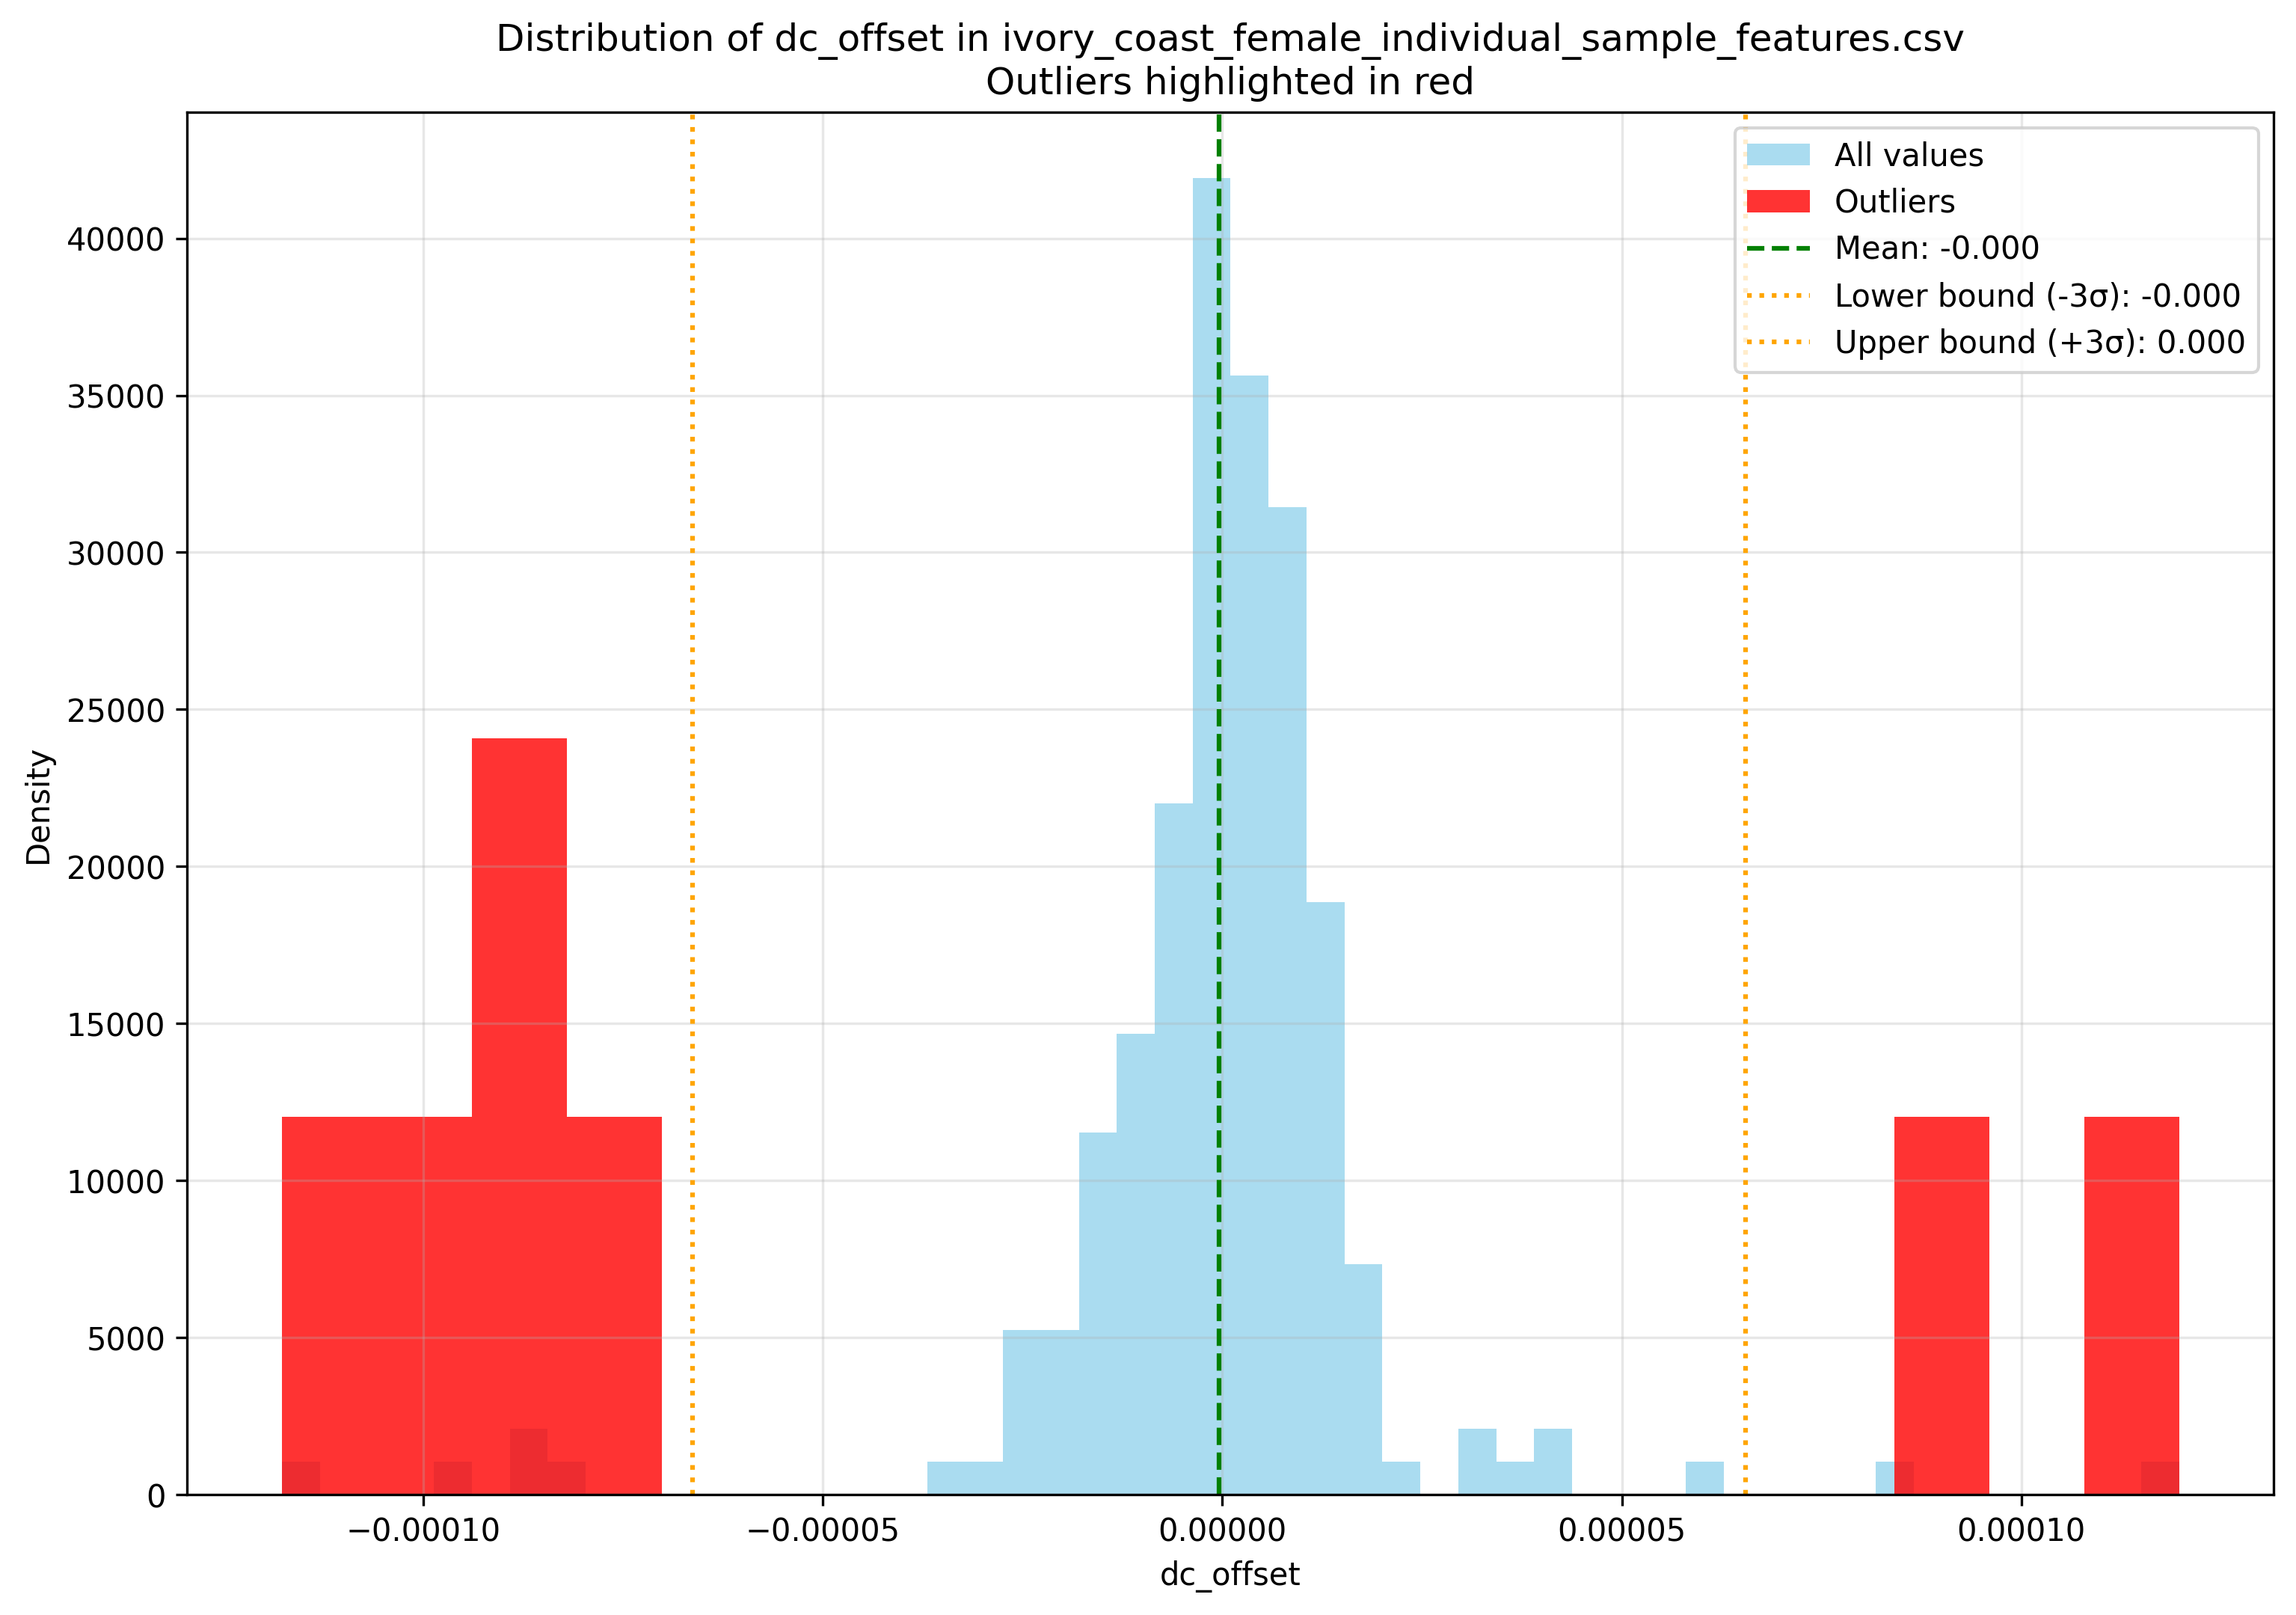 Distribution of dc_offset in ivory_coast_female_individual_sample_features.csv
Outliers highlighted in red
All values
Outliers
Mean: -0.000
Lower bound (-3σ): -0.000
Upper bound (+3σ): 0.000
40000
35000
30000
25000
20000
15000
10000
5000
0
Density
−0.00010
−0.00005
0.00000
0.00005
0.00010
dc_offset